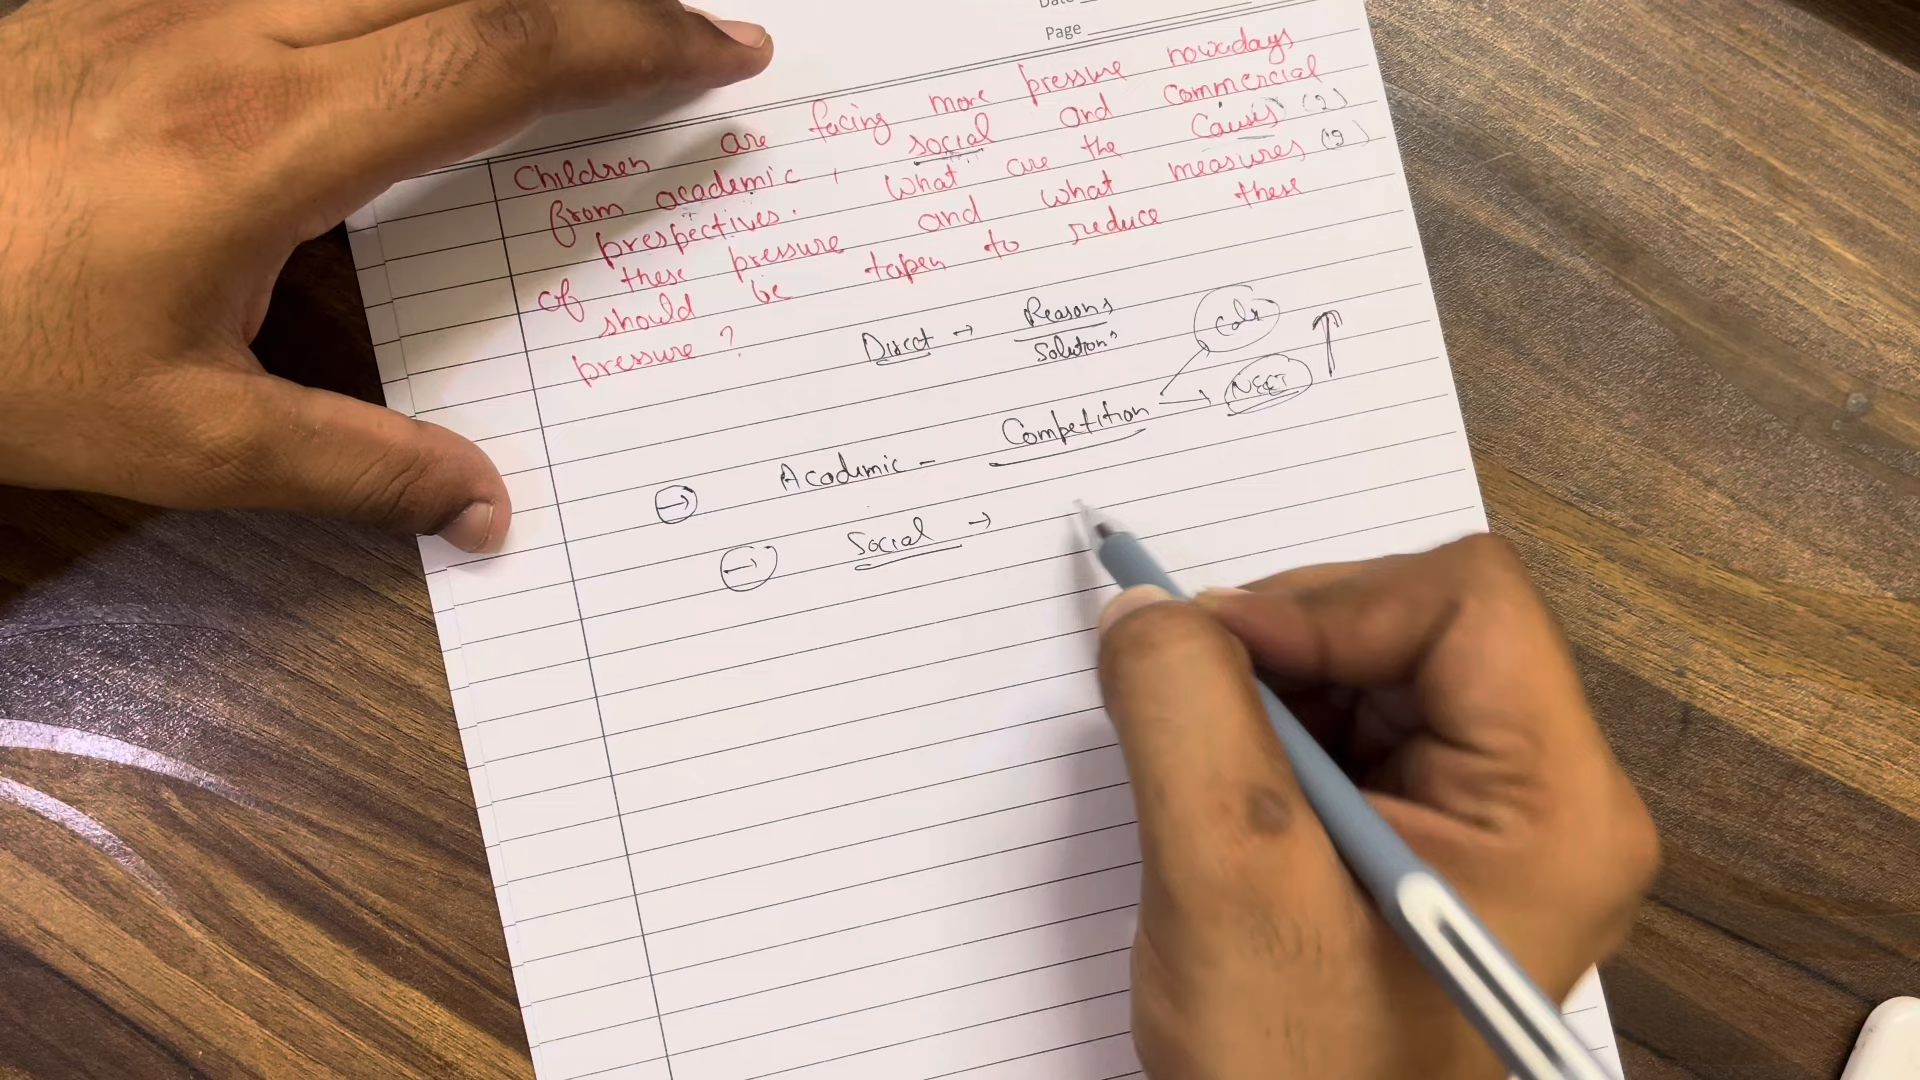 Date
Page
Children are facing more pressure nowadays
from academic, social and commercial
prespectives. What are the causes (2)
of these pressure and what measures (2)
should be taken to reduce these
pressure?
Direct → Reasons
Solution
Academic - Competition → NEET
→ Social →